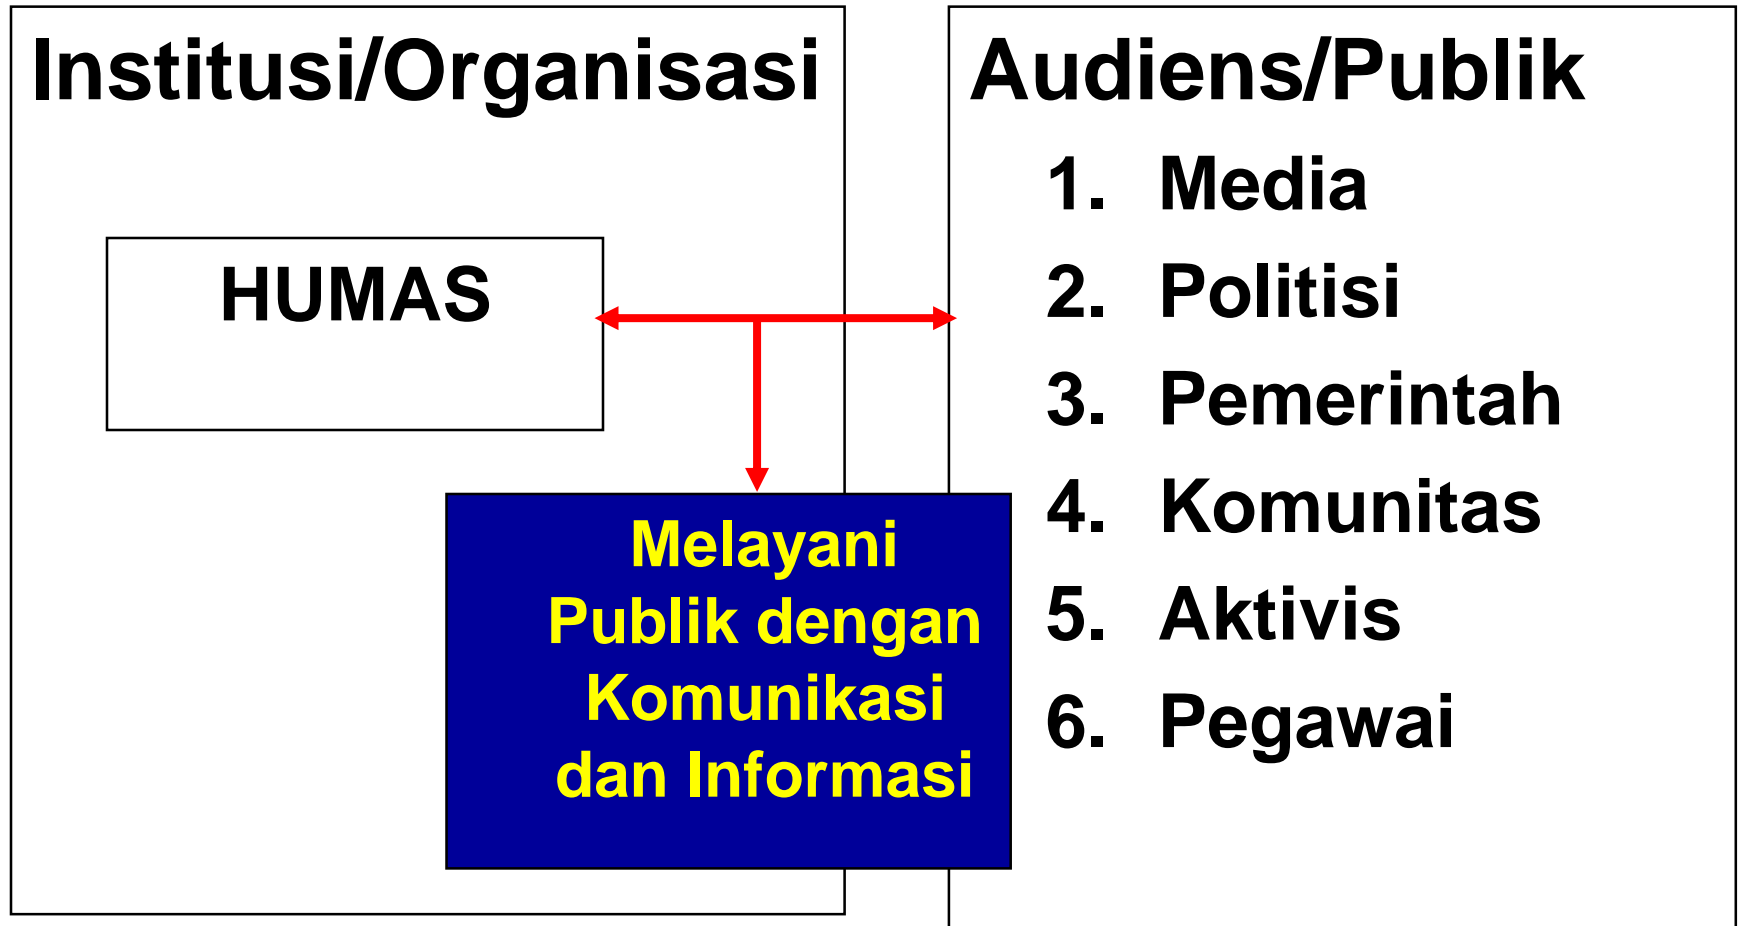 Institusi/Organisasi
HUMAS
Melayani
Publik dengan
Komunikasi
dan Informasi
Audiens/Publik
1. Media
2. Politisi
3. Pemerintah
4. Komunitas
5. Aktivis
6. Pegawai